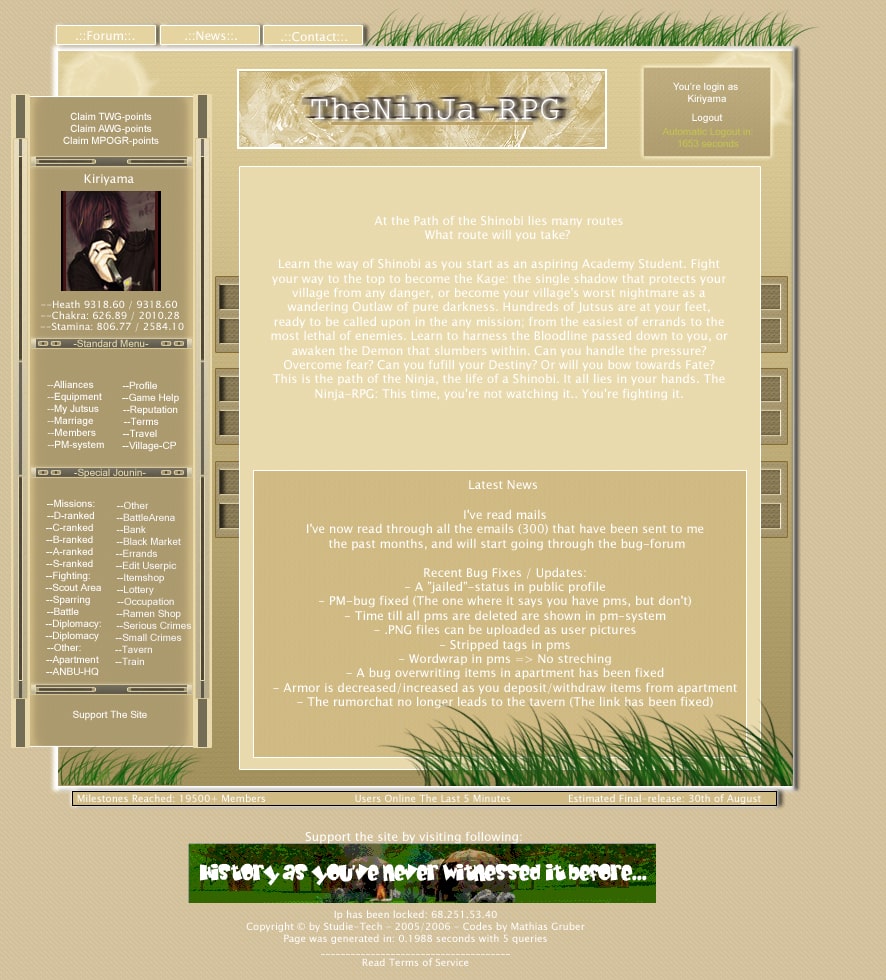 .::Forum::.
.::News::.
.::Contact::.
TheNinJa-RPG
You're login as
Kiriyama
Logout
Automatic Logout in:
1653 seconds
Claim TWG-points
Claim AWG-points
Claim MPOGR-points
Kiriyama
~~Heath 9318.60 / 9318.60
~~Chakra: 626.89 / 2010.28
~~Stamina: 806.77 / 2584.10
-Standard Menu-
~Alliances
~Equipment
~My Jutsus
~Marriage
~Members
~PM-system
~Profile
~Game Help
~Reputation
~Terms
~Travel
~Village-CP
-Special Jounin-
~Missions:
~D-ranked
~C-ranked
~B-ranked
~A-ranked
~S-ranked
~Fighting:
~Scout Area
~Sparring
~Battle
~Diplomacy:
~Diplomacy
~Other:
~Apartment
~ANBU-HQ
~Other
~BattleArena
~Bank
~Black Market
~Errands
~Edit Userpic
~Itemshop
~Lottery
~Occupation
~Ramen Shop
~Serious Crimes
~Small Crimes
~Tavern
~Train
Support The Site
At the Path of the Shinobi lies many routes
What route will you take?
Learn the way of Shinobi as you start as an aspiring Academy Student. Fight
your way to the top to become the Kage: the single shadow that protects your
village from any danger, or become your village's worst nightmare as a
wandering Outlaw of pure darkness. Hundreds of Jutsus are at your feet,
ready to be called upon in the any mission; from the easiest of errands to the
most lethal of enemies. Learn to harness the Bloodline passed down to you, or
awaken the Demon that slumbers within. Can you handle the pressure?
Overcome fear? Can you fufill your Destiny? Or will you bow towards Fate?
This is the path of the Ninja, the life of a Shinobi. It all lies in your hands. The
Ninja-RPG: This time, you're not watching it.. You're fighting it.
Latest News
I've read mails
I've now read through all the emails (300) that have been sent to me
the past months, and will start going through the bug-forum
Recent Bug Fixes / Updates:
- A "jailed"-status in public profile
- PM-bug fixed (The one where it says you have pms, but don't)
- Time till all pms are deleted are shown in pm-system
- .PNG files can be uploaded as user pictures
- Stripped tags in pms
- Wordwrap in pms => No streching
- A bug overwriting items in apartment has been fixed
- Armor is decreased/increased as you deposit/withdraw items from apartment
- The rumorchat no longer leads to the tavern (The link has been fixed)
Milestones Reached: 19500+ Members
Users Online The Last 5 Minutes
Estimated Final-release: 30th of August
Support the site by visiting following:
History as you've never witnessed it before...
Ip has been locked: 68.251.53.40
Copyright © by Studie-Tech - 2005/2006 - Codes by Mathias Gruber
Page was generated in: 0.1988 seconds with 5 queries
Read Terms of Service